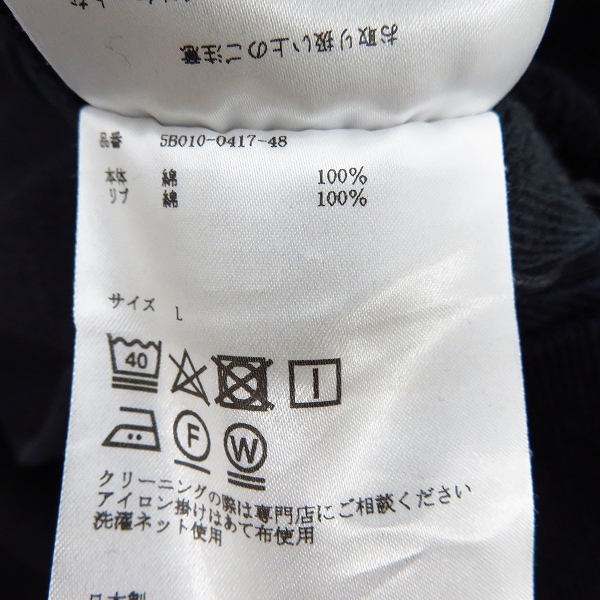 お取り扱い上のご注意
品番 5B010-0417-48
本体 綿 100%
リブ 綿 100%
サイズ L
40
F W
クリーニングの際は専門店にご相談ください
アイロン掛けはあて布使用
洗濯ネット使用
日本製